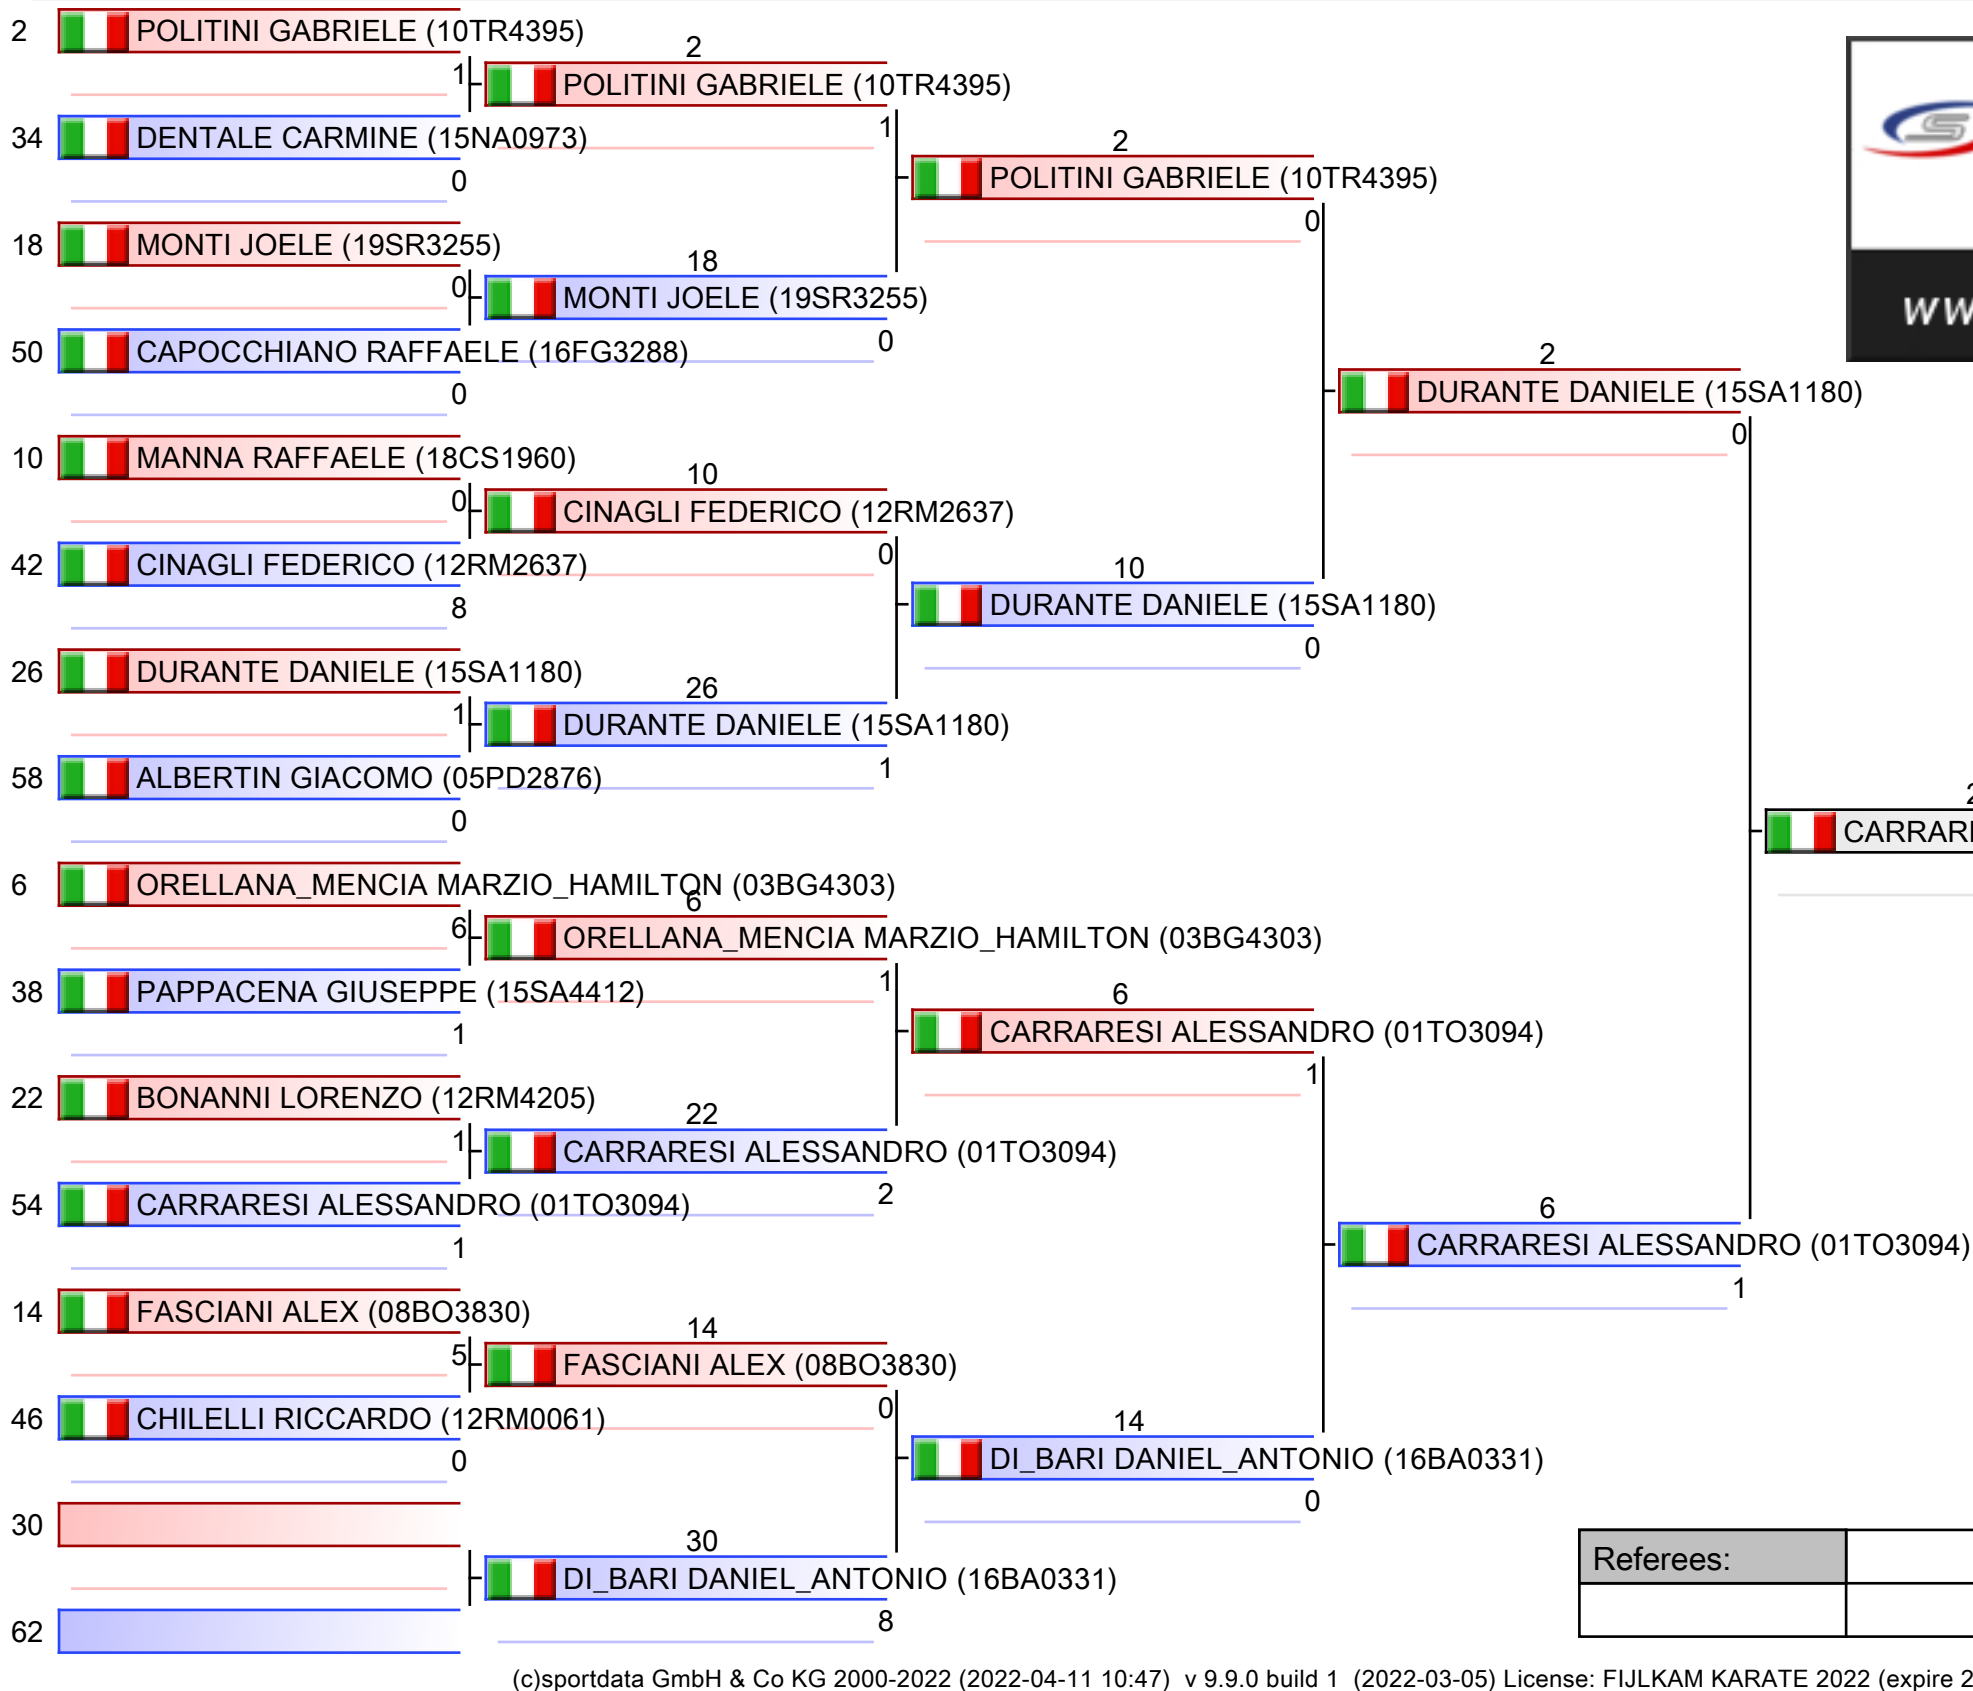 2 POLITINI GABRIELE (10TR4395)
1
34 DENTALE CARMINE (15NA0973)
0
18 MONTI JOELE (19SR3255)
0
50 CAPOCCHIANO RAFFAELE (16FG3288)
0
10 MANNA RAFFAELE (18CS1960)
0
42 CINAGLI FEDERICO (12RM2637)
8
26 DURANTE DANIELE (15SA1180)
1
58 ALBERTIN GIACOMO (05PD2876)
0
6 ORELLANA_MENCIA MARZIO_HAMILTON (03BG4303)
6
38 PAPPACENA GIUSEPPE (15SA4412)
1
22 BONANNI LORENZO (12RM4205)
1
54 CARRARESI ALESSANDRO (01TO3094)
1
14 FASCIANI ALEX (08BO3830)
5
46 CHILELLI RICCARDO (12RM0061)
0
30
62
2
POLITINI GABRIELE (10TR4395)
1
18
MONTI JOELE (19SR3255)
0
10
CINAGLI FEDERICO (12RM2637)
0
26
DURANTE DANIELE (15SA1180)
1
6
ORELLANA_MENCIA MARZIO_HAMILTON (03BG4303)
1
22
CARRARESI ALESSANDRO (01TO3094)
2
14
FASCIANI ALEX (08BO3830)
0
30
DI_BARI DANIEL_ANTONIO (16BA0331)
8
2
POLITINI GABRIELE (10TR4395)
0
10
DURANTE DANIELE (15SA1180)
0
6
CARRARESI ALESSANDRO (01TO3094)
1
14
DI_BARI DANIEL_ANTONIO (16BA0331)
0
2
DURANTE DANIELE (15SA1180)
0
6
CARRARESI ALESSANDRO (01TO3094)
1
Referees:
(c)sportdata GmbH & Co KG 2000-2022 (2022-04-11 10:47) v 9.9.0 build 1 (2022-03-05) License: FIJLKAM KARATE 2022 (expire